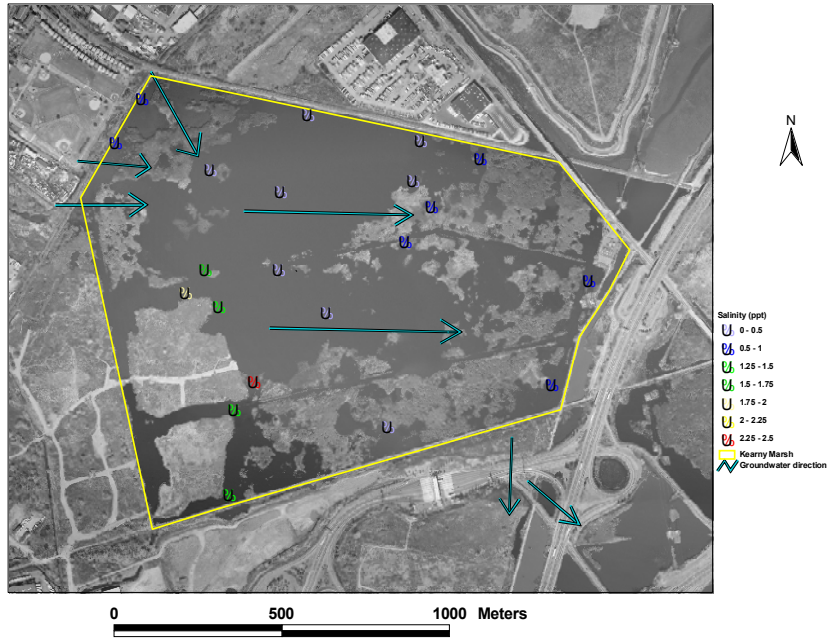 N
Salinity (ppt)
0 - 0.5
0.5 - 1
1.25 - 1.5
1.5 - 1.75
1.75 - 2
2 - 2.25
2.25 - 2.5
Kearny Marsh
Groundwater direction
0 500 1000 Meters